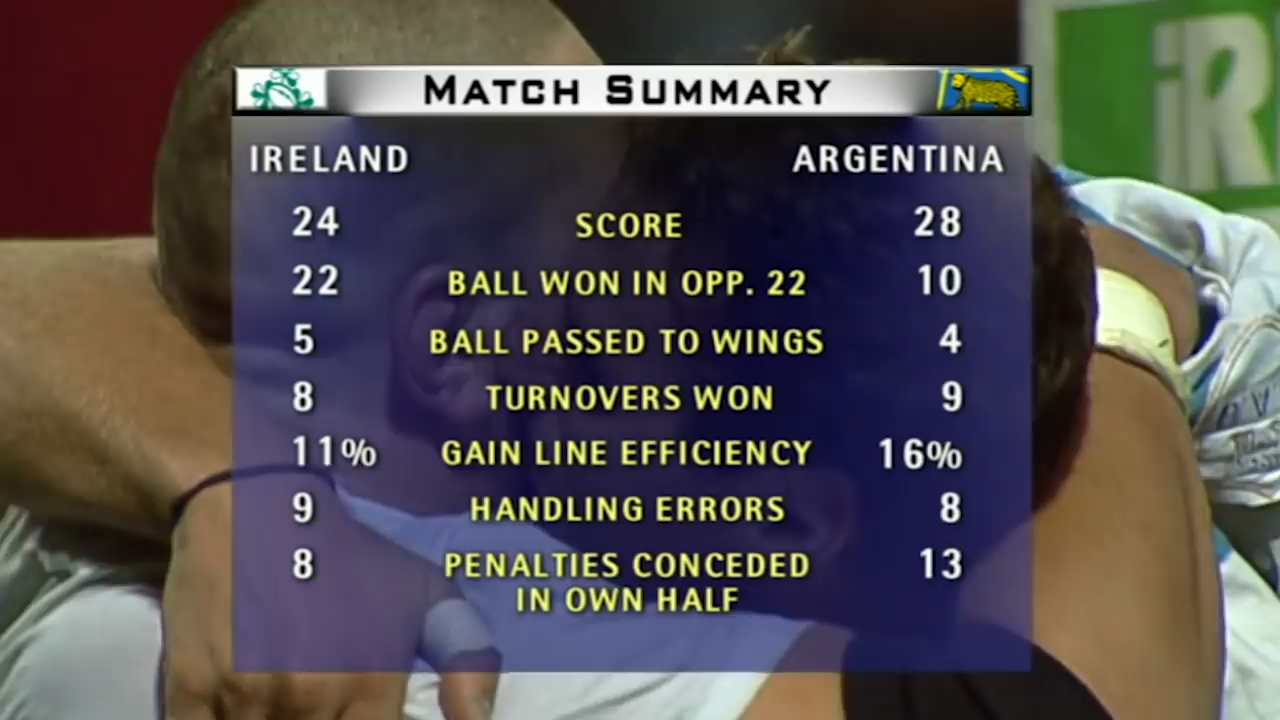 MATCH SUMMARY
IRELAND ARGENTINA
24 SCORE 28
22 BALL WON IN OPP. 22 10
5 BALL PASSED TO WINGS 4
8 TURNOVERS WON 9
11% GAIN LINE EFFICIENCY 16%
9 HANDLING ERRORS 8
8 PENALTIES CONCEDED 13
IN OWN HALF
iR